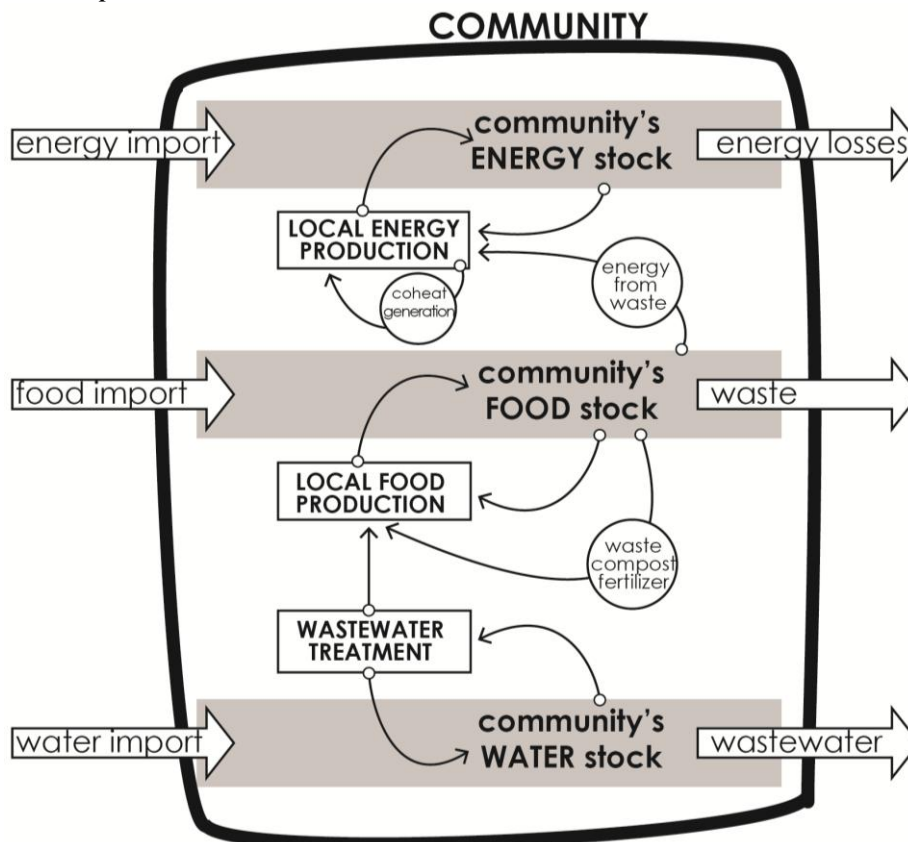 COMMUNITY
energy import
community's
ENERGY stock
energy losses
LOCAL ENERGY
PRODUCTION
coheat
generation
energy
from
waste
food import
community's
FOOD stock
waste
LOCAL FOOD
PRODUCTION
waste
compost
fertilizer
WASTEWATER
TREATMENT
water import
community's
WATER stock
wastewater